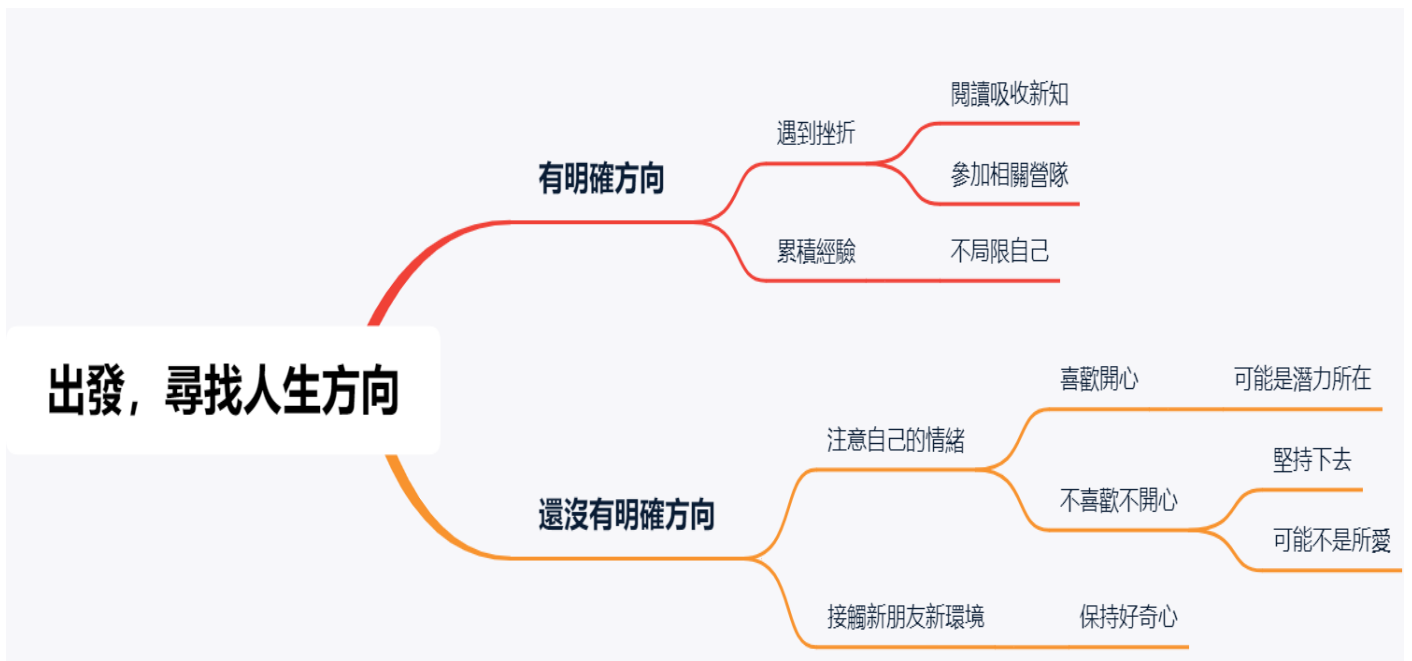 出發，尋找人生方向
有明確方向
遇到挫折
閱讀吸收新知
參加相關營隊
累積經驗
不局限自己
還沒有明確方向
注意自己的情緒
喜歡開心
可能是潛力所在
不喜歡不開心
堅持下去
可能不是所愛
接觸新朋友新環境
保持好奇心